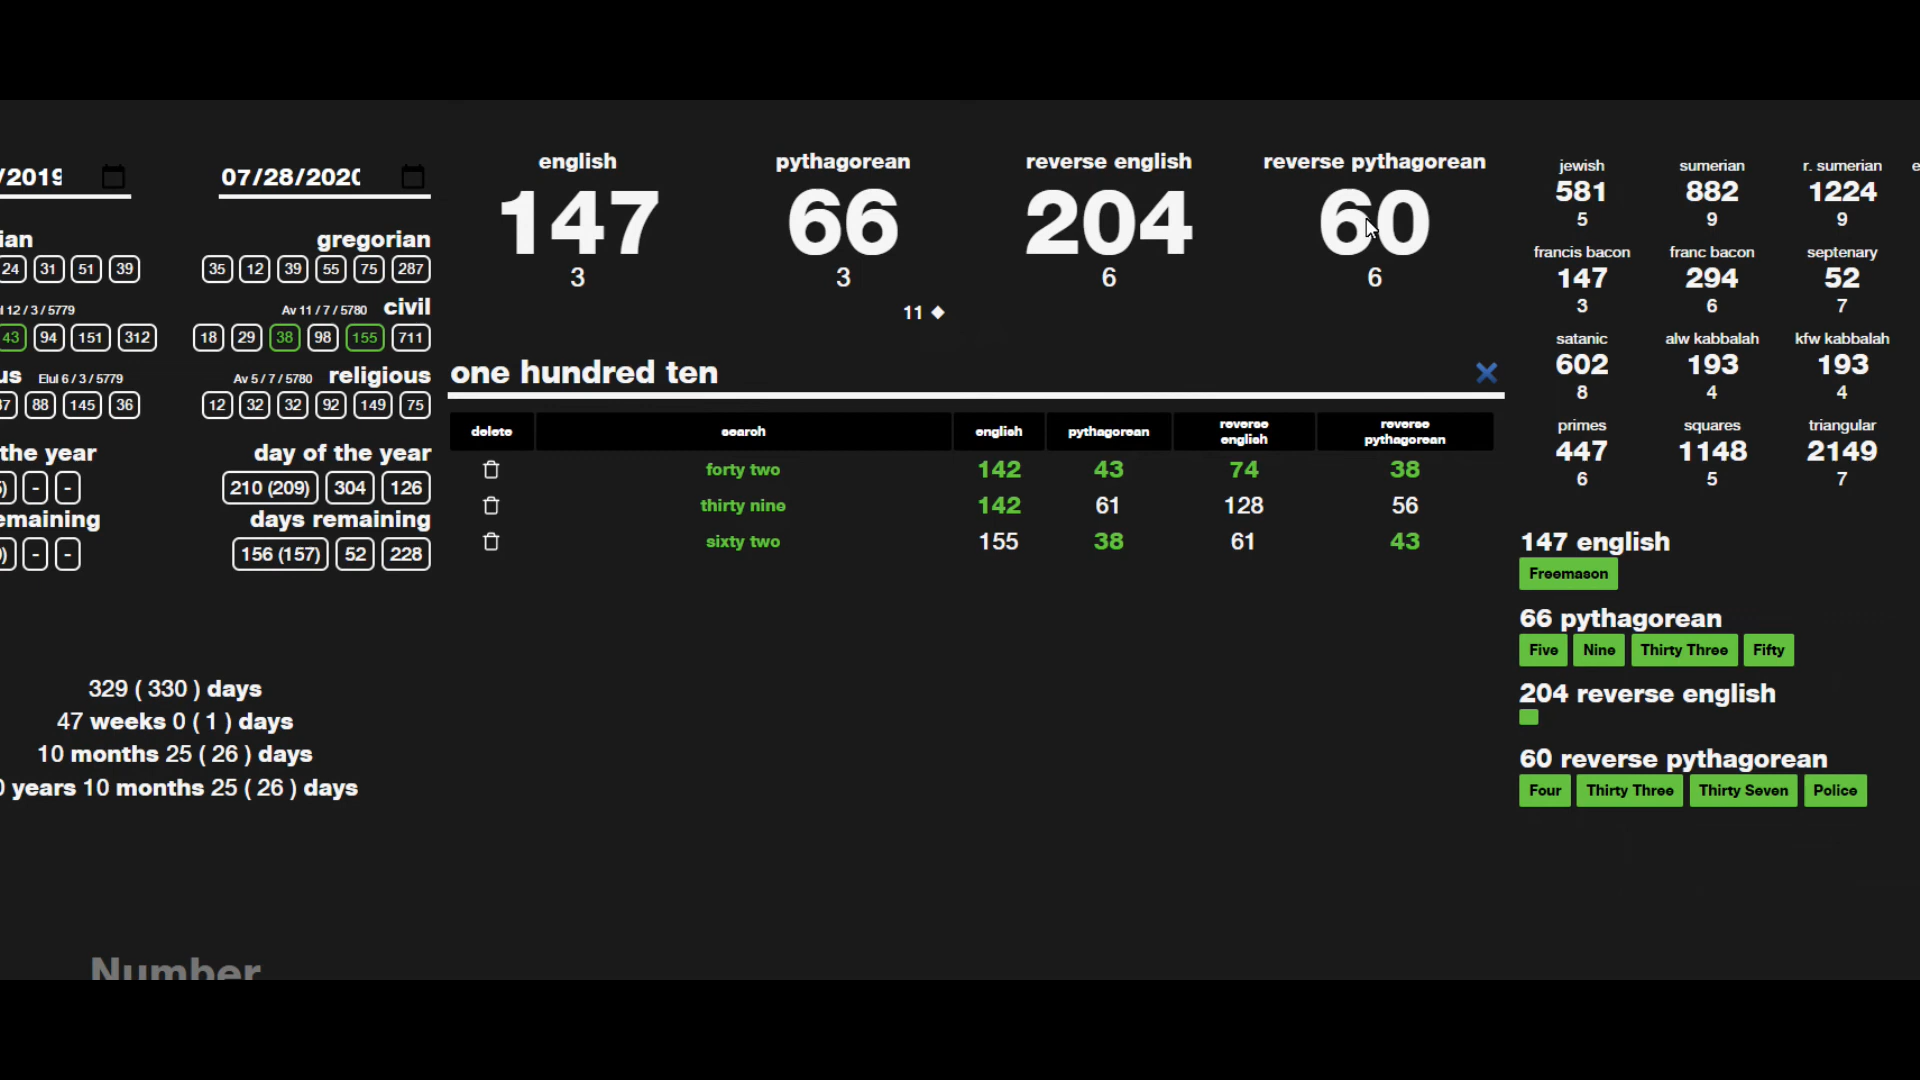 /2019
07/28/2020
ian
gregorian
24 31 51 39
35 12 39 55 75 287
l 12 / 3 / 5779
Av 11 / 7 / 5780 civil
43 94 151 312
18 29 38 98 155 711
us Elul 6 / 3 / 5779
Av 5 / 7 / 5780 religious
37 88 145 36
12 32 32 92 149 75
the year
day of the year
) - -
210 (209) 304 126
emaining
days remaining
) - -
156 (157) 52 228
329 ( 330 ) days
47 weeks 0 ( 1 ) days
10 months 25 ( 26 ) days
0 years 10 months 25 ( 26 ) days
Number
english pythagorean reverse english reverse pythagorean
147 66 204 60
3 3 6 6
11 ◆
one hundred ten
delete search english pythagorean reverse english reverse pythagorean
forty two 142 43 74 38
thirty nine 142 61 128 56
sixty two 155 38 61 43
jewish sumerian r. sumerian e
581 882 1224
5 9 9
francis bacon franc bacon septenary
147 294 52
3 6 7
satanic alw kabbalah kfw kabbalah
602 193 193
8 4 4
primes squares triangular
447 1148 2149
6 5 7
147 english
Freemason
66 pythagorean
Five Nine Thirty Three Fifty
204 reverse english
60 reverse pythagorean
Four Thirty Three Thirty Seven Police